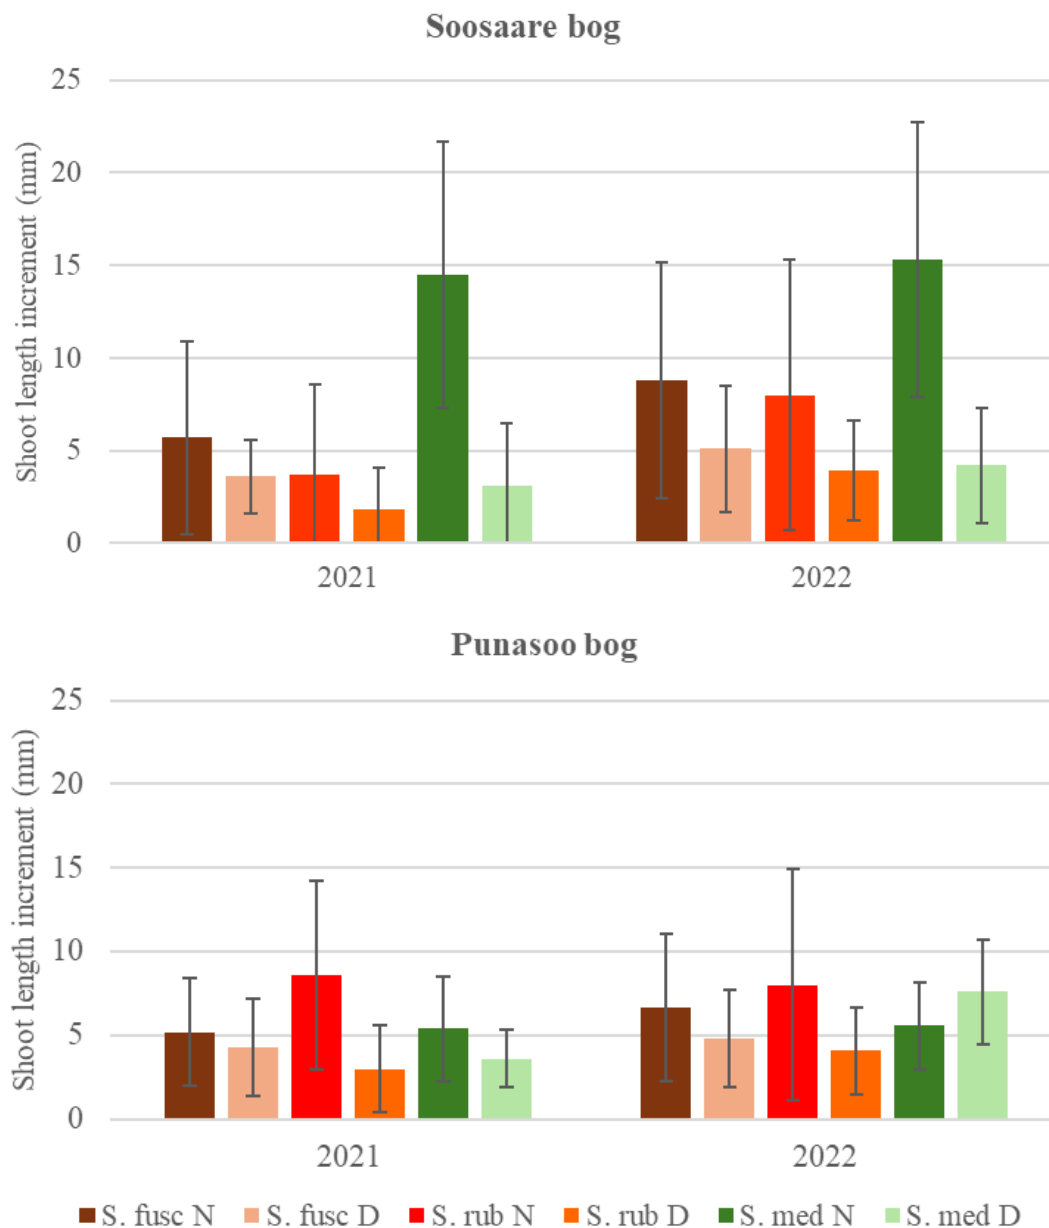 Soosaare bog
25
20
15
10
5
0
Shoot length increment (mm)
2021 2022
Punasoo bog
25
20
15
10
5
0
Shoot length increment (mm)
2021 2022
S. fusc N S. fusc D S. rub N S. rub D S. med N S. med D